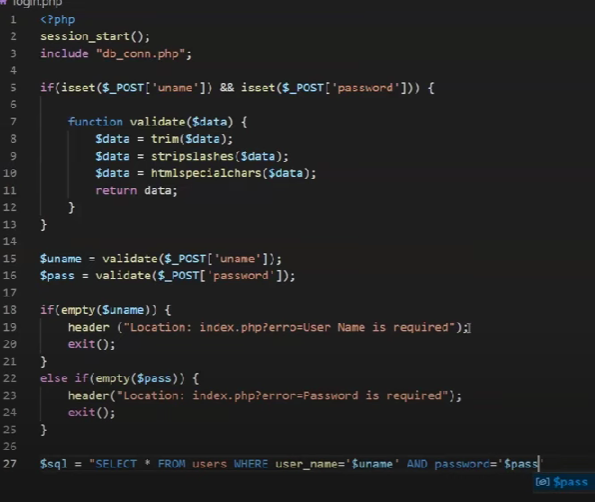 login.php
1 <?php
2 session_start();
3 include "db_conn.php";
4
5 if(isset($_POST['uname']) && isset($_POST['password'])) {
6
7 function validate($data) {
8 $data = trim($data);
9 $data = stripslashes($data);
10 $data = htmlspecialchars($data);
11 return data;
12 }
13 }
14
15 $uname = validate($_POST['uname']);
16 $pass = validate($_POST['password']);
17
18 if(empty($uname)) {
19 header ("Location: index.php?erro=User Name is required");
20 exit();
21 }
22 else if(empty($pass)) {
23 header("Location: index.php?error=Password is required");
24 exit();
25 }
26
27 $sql = "SELECT * FROM users WHERE user_name='$uname' AND password='$pass'
$pass